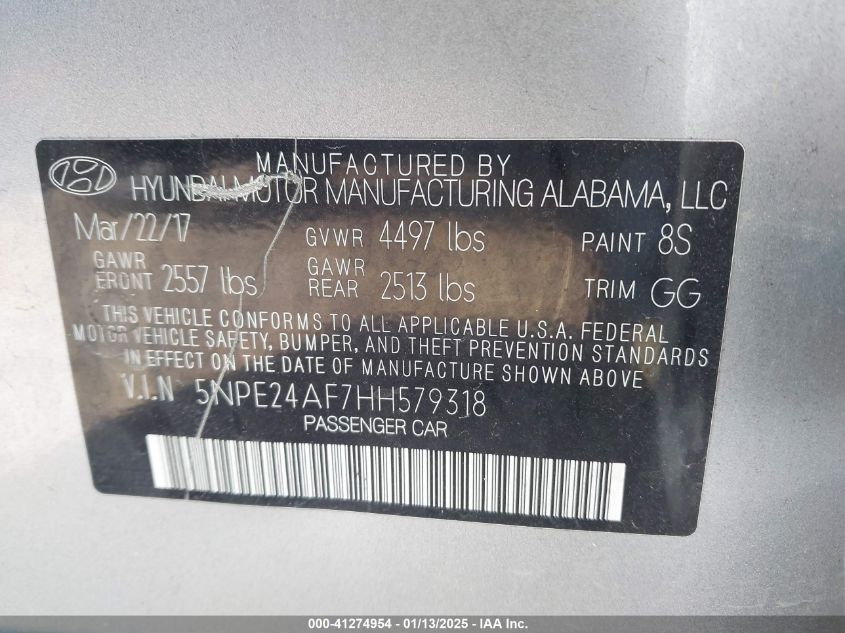 MANUFACTURED BY
HYUNDAI MOTOR MANUFACTURING ALABAMA, LLC
Mar/22/17 GVWR 4497 lbs PAINT 8S
GAWR FRONT 2557 lbs GAWR REAR 2513 lbs TRIM GG
THIS VEHICLE CONFORMS TO ALL APPLICABLE U.S.A. FEDERAL
MOTOR VEHICLE SAFETY, BUMPER, AND THEFT PREVENTION STANDARDS
IN EFFECT ON THE DATE OF MANUFACTURE SHOWN ABOVE
V.I.N 5NPE24AF7HH579318
PASSENGER CAR
000-41274954 - 01/13/2025 - IAA Inc.